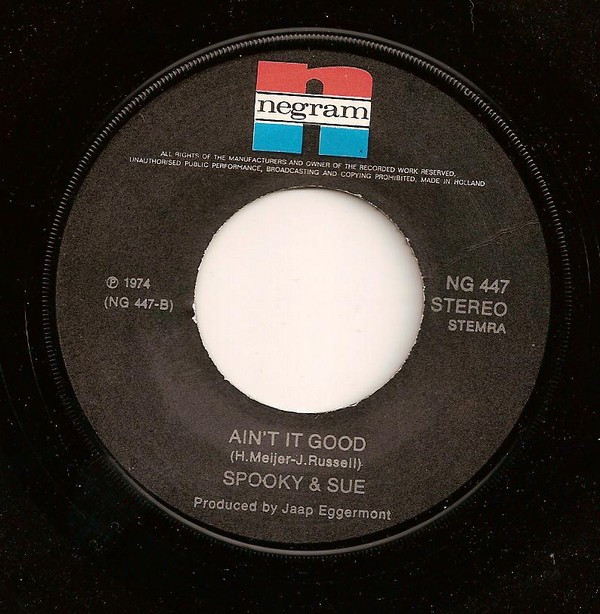 negram
ALL RIGHTS OF THE MANUFACTURERS AND OWNER OF THE RECORDED WORK RESERVED,
UNAUTHORISED PUBLIC PERFORMANCE, BROADCASTING AND COPYING PROHIBITED. MADE IN HOLLAND
℗ 1974
(NG 447-B)
NG 447
STEREO
STEMRA
AIN'T IT GOOD
(H.Meijer-J.Russell)
SPOOKY & SUE
Produced by Jaap Eggermont